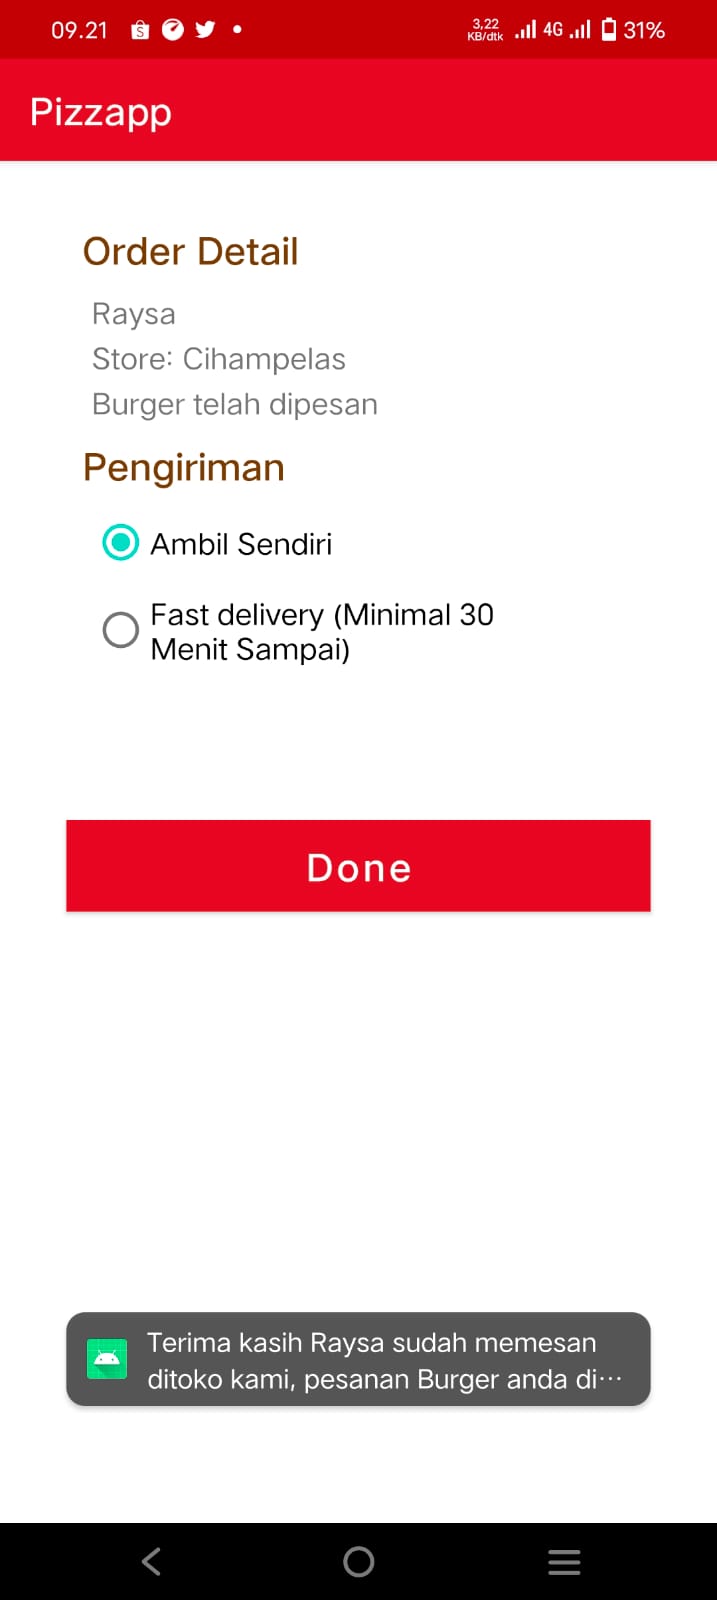 09.21
3,22
KB/dtk
4G
31%
Pizzapp
Order Detail
Raysa
Store: Cihampelas
Burger telah dipesan
Pengiriman
Ambil Sendiri
Fast delivery (Minimal 30
Menit Sampai)
Done
Terima kasih Raysa sudah memesan
ditoko kami, pesanan Burger anda di…